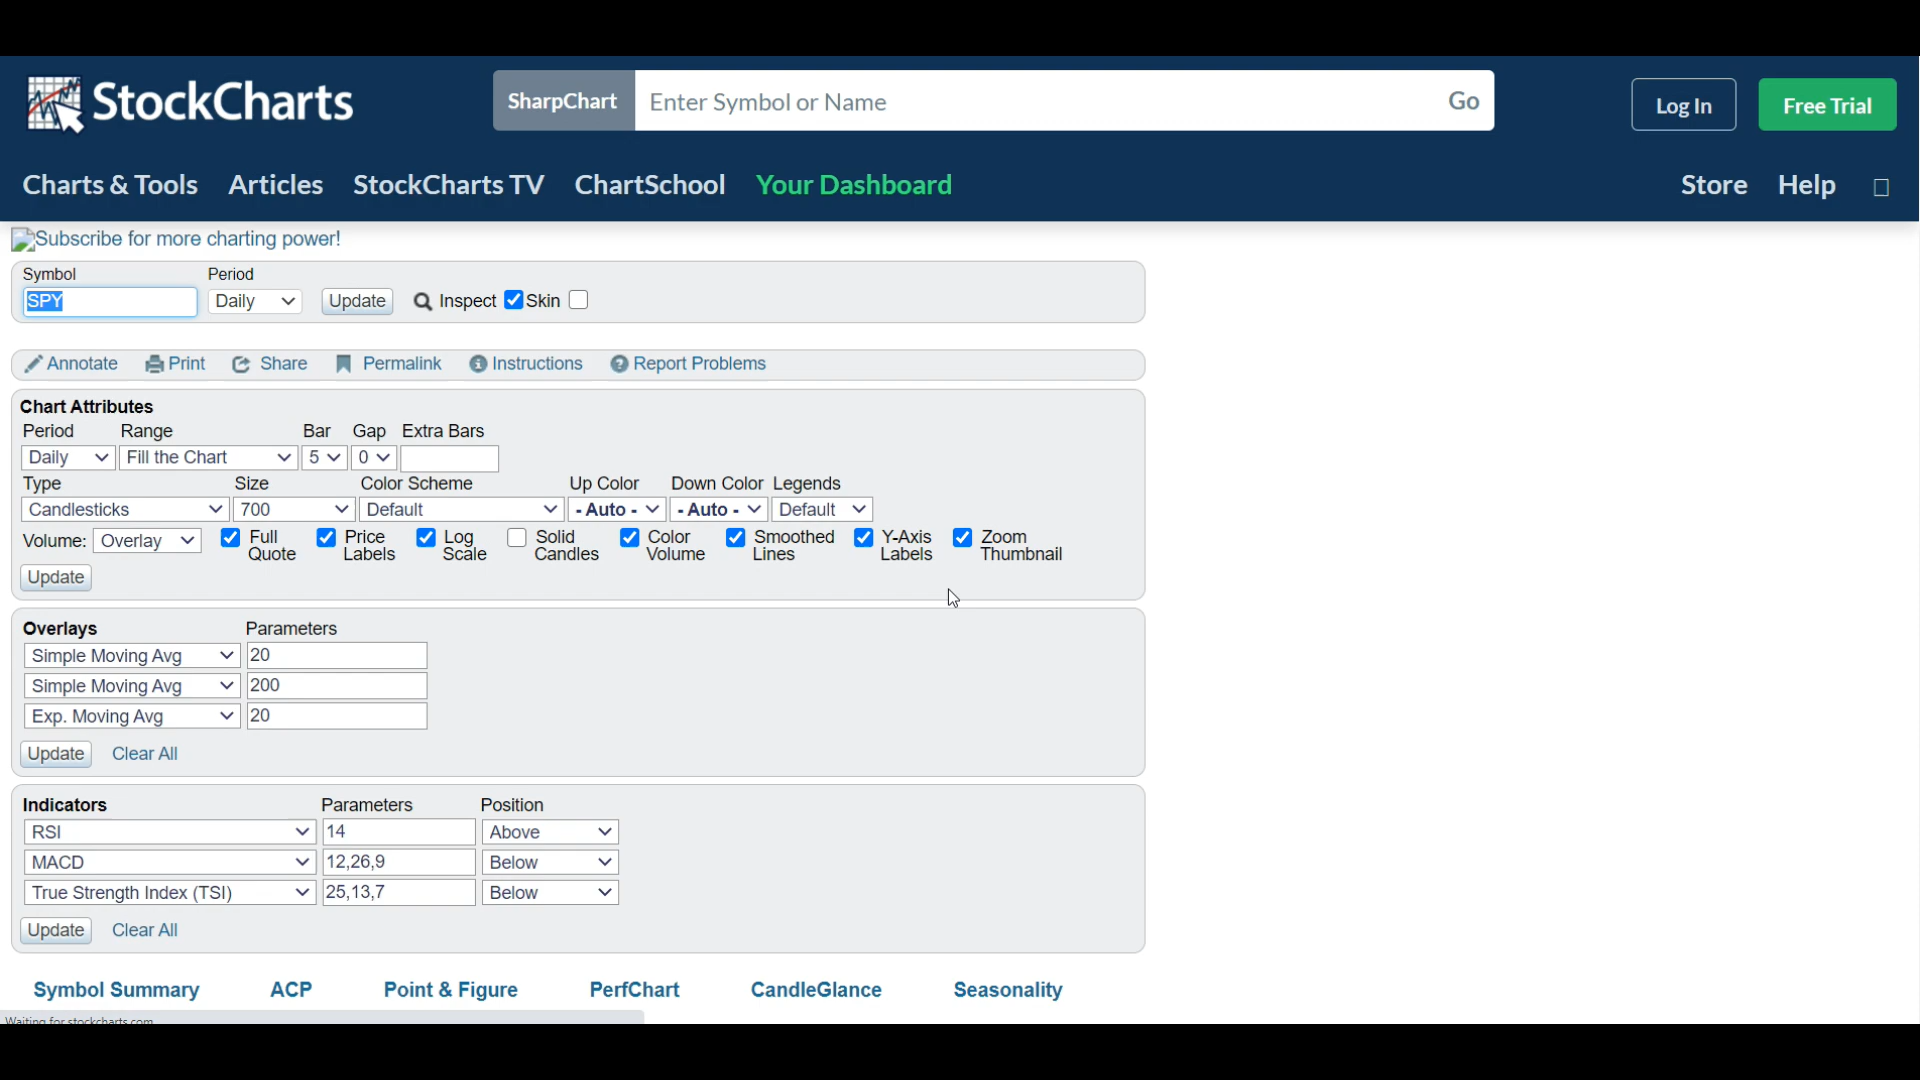 StockCharts
SharpChart Enter Symbol or Name Go
Log In Free Trial
Charts & Tools Articles StockCharts TV ChartSchool Your Dashboard Store Help
Subscribe for more charting power!
Symbol Period
SPY Daily Update Inspect Skin
Annotate Print Share Permalink Instructions Report Problems
Chart Attributes
Period Range Bar Gap Extra Bars
Daily Fill the Chart 5 0
Type Size Color Scheme Up Color Down Color Legends
Candlesticks 700 Default - Auto - - Auto - Default
Volume: Overlay Full Price Log Solid Color Smoothed Y-Axis Zoom
Quote Labels Scale Candles Volume Lines Labels Thumbnail
Update
Overlays Parameters
Simple Moving Avg 20
Simple Moving Avg 200
Exp. Moving Avg 20
Update Clear All
Indicators Parameters Position
RSI 14 Above
MACD 12,26,9 Below
True Strength Index (TSI) 25,13,7 Below
Update Clear All
Symbol Summary ACP Point & Figure PerfChart CandleGlance Seasonality
Waiting for stockcharts.com